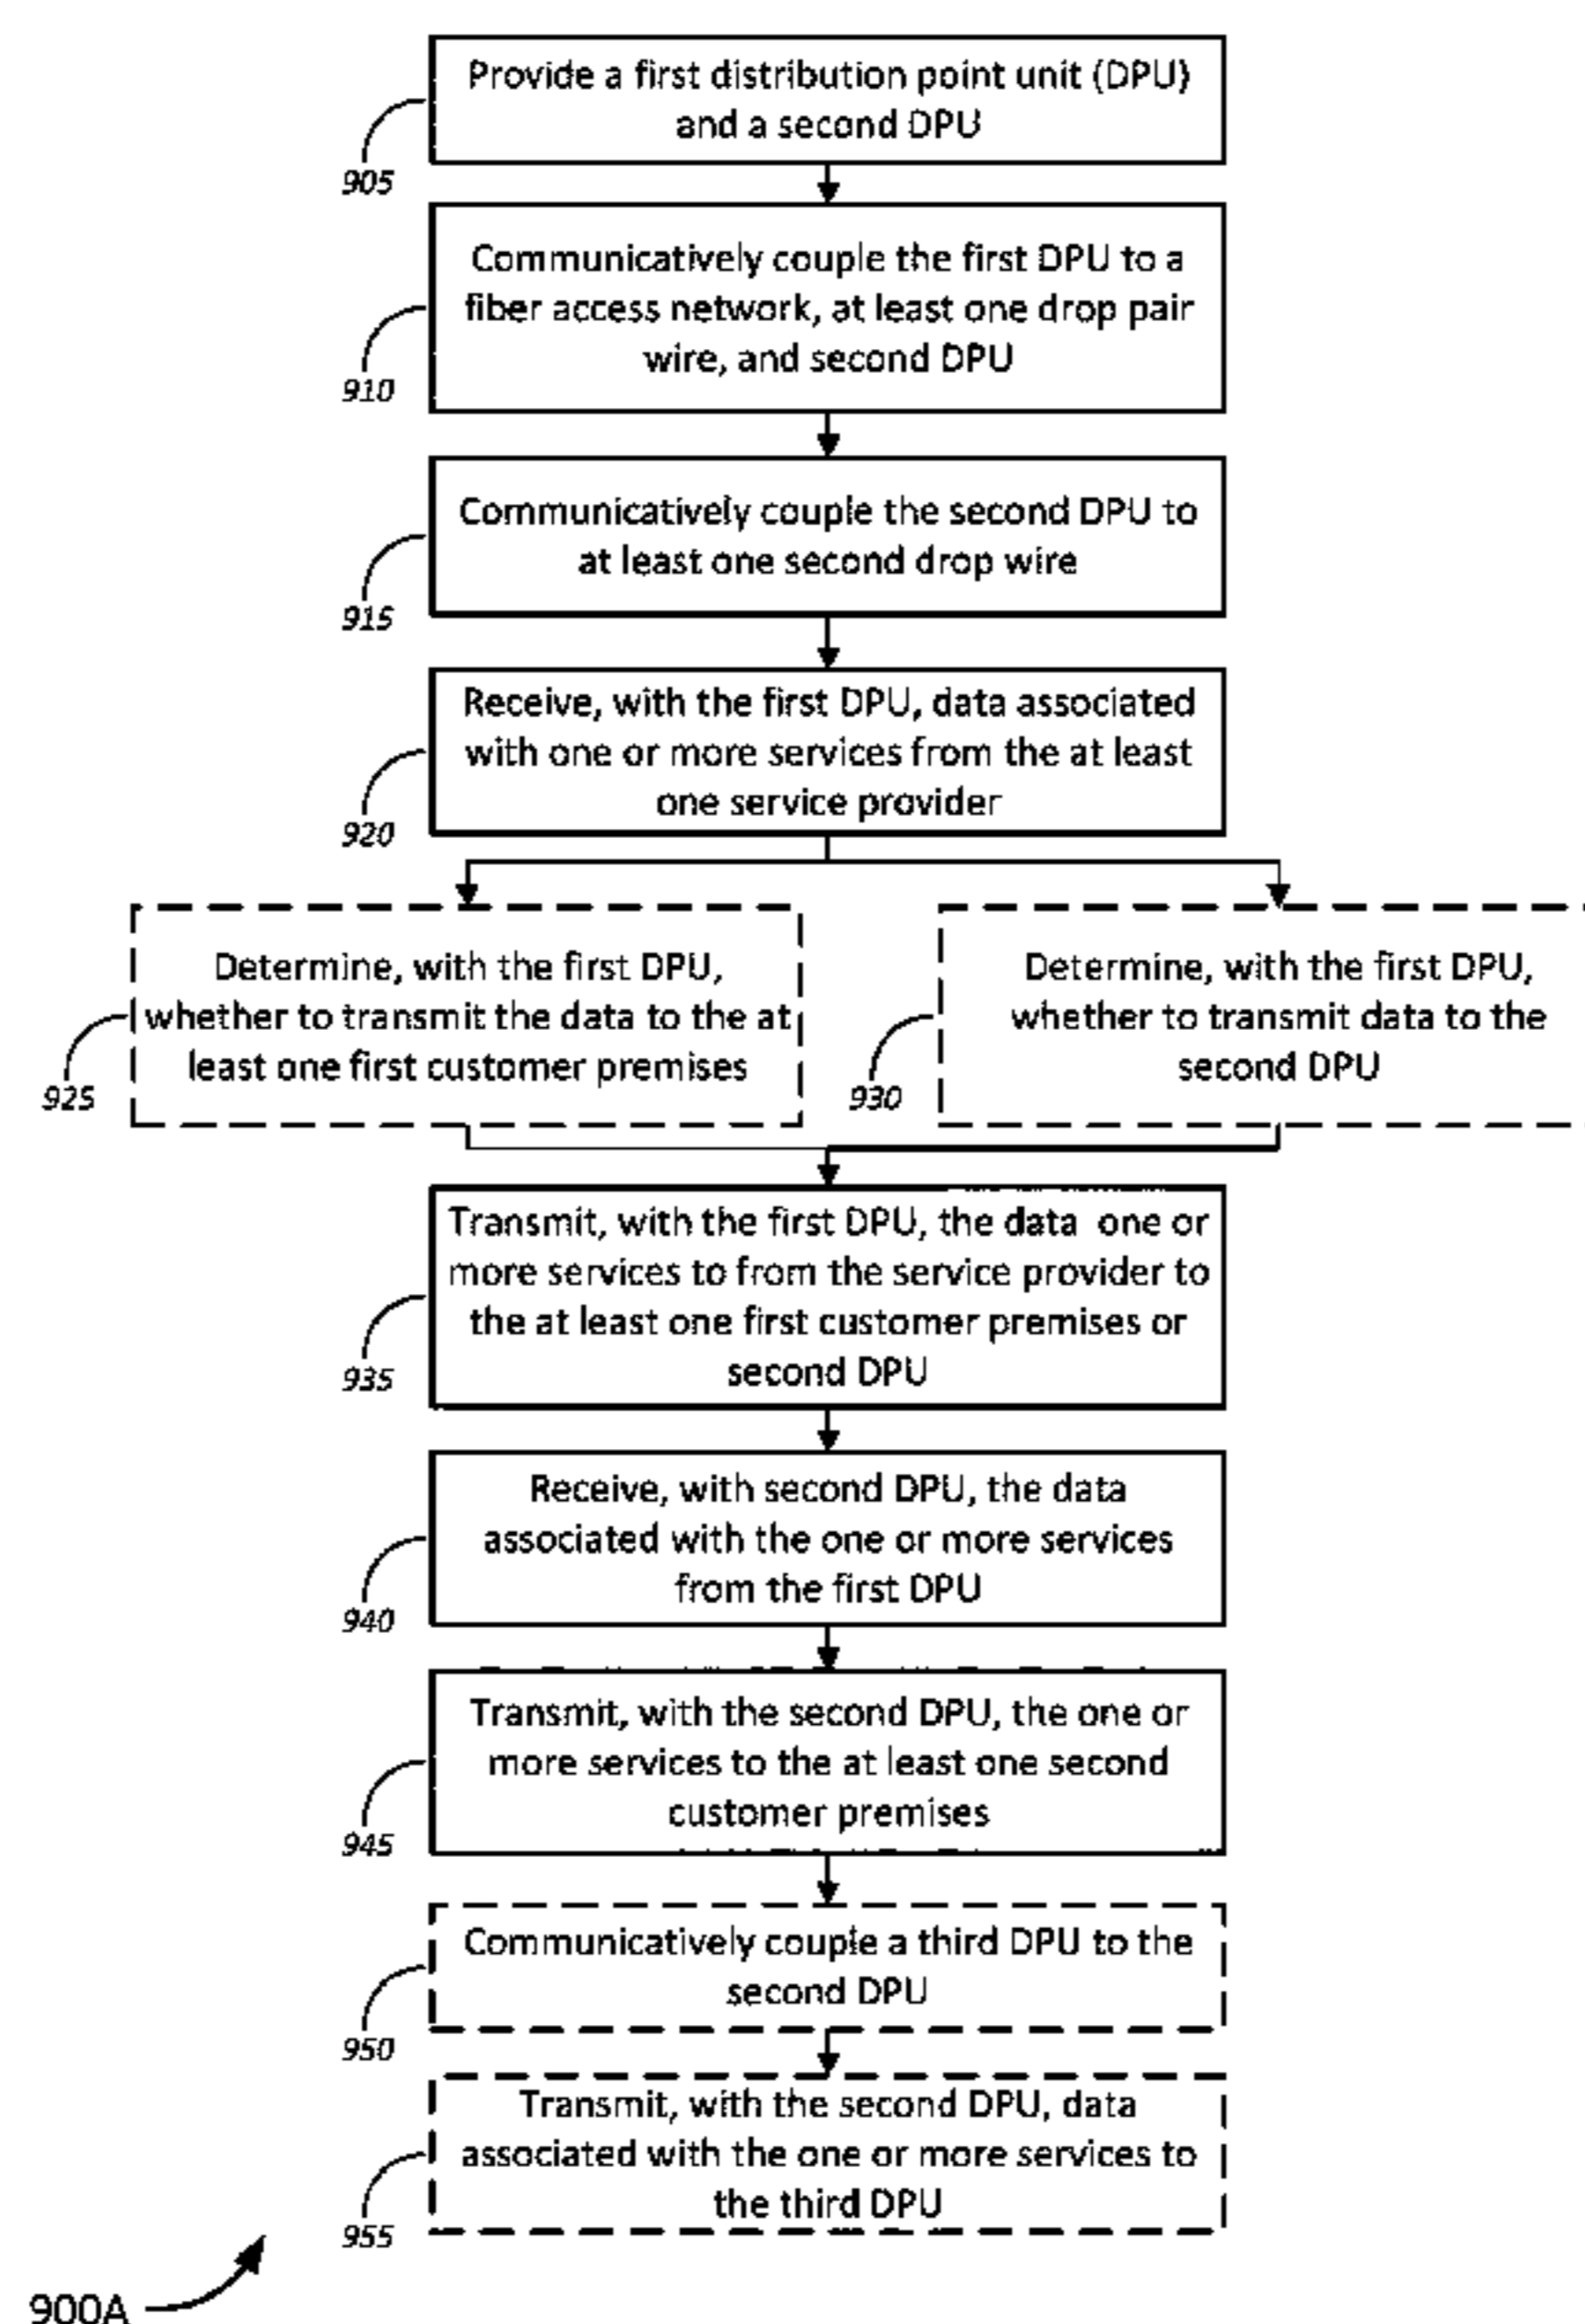 Provide a first distribution point unit (DPU)
and a second DPU
905
Communicatively couple the first DPU to a
fiber access network, at least one drop pair
wire, and second DPU
910
Communicatively couple the second DPU to
at least one second drop wire
915
Receive, with the first DPU, data associated
with one or more services from the at least
one service provider
920
Determine, with the first DPU,
whether to transmit the data to the at
least one first customer premises
925
Determine, with the first DPU,
whether to transmit data to the
second DPU
930
Transmit, with the first DPU, the data one or
more services to from the service provider to
the at least one first customer premises or
second DPU
935
Receive, with second DPU, the data
associated with the one or more services
from the first DPU
940
Transmit, with the second DPU, the one or
more services to the at least one second
customer premises
945
Communicatively couple a third DPU to the
second DPU
950
Transmit, with the second DPU, data
associated with the one or more services to
the third DPU
955
900A